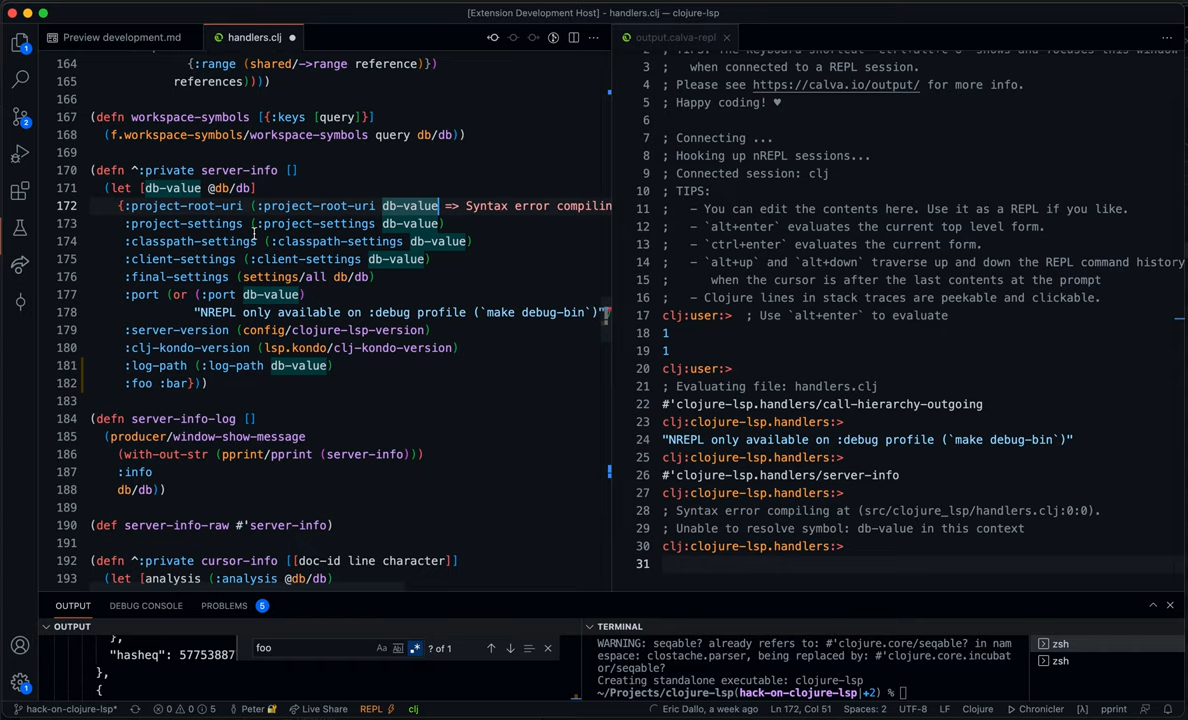 [Extension Development Host] • handlers.clj — clojure-lsp
Preview development.md
handlers.clj
output.calva-repl
164 {:range (shared/->range reference)})
165 references))))
166
167 (defn workspace-symbols [{:keys [query]}]
168 (f.workspace-symbols/workspace-symbols query db/db))
169
170 (defn ^:private server-info []
171 (let [db-value @db/db]
172 {:project-root-uri (:project-root-uri db-value => Syntax error compilin
173 :project-settings (:project-settings db-value)
174 :classpath-settings (:classpath-settings db-value)
175 :client-settings (:client-settings db-value)
176 :final-settings (settings/all db/db)
177 :port (or (:port db-value)
178 "NREPL only available on :debug profile (`make debug-bin`)"
179 :server-version (config/clojure-lsp-version)
180 :clj-kondo-version (lsp.kondo/clj-kondo-version)
181 :log-path (:log-path db-value)
182 :foo :bar}))
183
184 (defn server-info-log []
185 (producer/window-show-message
186 (with-out-str (pprint/pprint (server-info)))
187 :info
188 db/db))
189
190 (def server-info-raw #'server-info)
191
192 (defn ^:private cursor-info [[doc-id line character]]
193 (let [analysis (:analysis @db/db)
3 ; when connected to a REPL session.
4 ; Please see https://calva.io/output/ for more info.
5 ; Happy coding! ♥
6
7 ; Connecting ...
8 ; Hooking up nREPL sessions...
9 ; Connected session: clj
10 ; TIPS:
11 ; - You can edit the contents here. Use it as a REPL if you like.
12 ; - `alt+enter` evaluates the current top level form.
13 ; - `ctrl+enter` evaluates the current form.
14 ; - `alt+up` and `alt+down` traverse up and down the REPL command history
15 ; when the cursor is after the last contents at the prompt
16 ; - Clojure lines in stack traces are peekable and clickable.
17 clj:user:> ; Use `alt+enter` to evaluate
18 1
19 1
20 clj:user:>
21 ; Evaluating file: handlers.clj
22 #'clojure-lsp.handlers/call-hierarchy-outgoing
23 clj:clojure-lsp.handlers:>
24 "NREPL only available on :debug profile (`make debug-bin`)"
25 clj:clojure-lsp.handlers:>
26 #'clojure-lsp.handlers/server-info
27 clj:clojure-lsp.handlers:>
28 ; Syntax error compiling at (src/clojure_lsp/handlers.clj:0:0).
29 ; Unable to resolve symbol: db-value in this context
30 clj:clojure-lsp.handlers:>
31
OUTPUT DEBUG CONSOLE PROBLEMS 5
OUTPUT
},
"hasheq": 57753887
},
{
foo
Aa
? of 1
TERMINAL
WARNING: seqable? already refers to: #'clojure.core/seqable? in nam
espace: clostache.parser, being replaced by: #'clojure.core.incubat
or/seqable?
Creating standalone executable: clojure-lsp
~/Projects/clojure-lsp(hack-on-clojure-lsp|+2) %
zsh
zsh
1
2
1
hack-on-clojure-lsp* 0 0 5 Peter Live Share REPL clj Eric Dallo, a week ago Ln 172, Col 51 Spaces: 2 UTF-8 LF Clojure Chronicler [λ] pprint